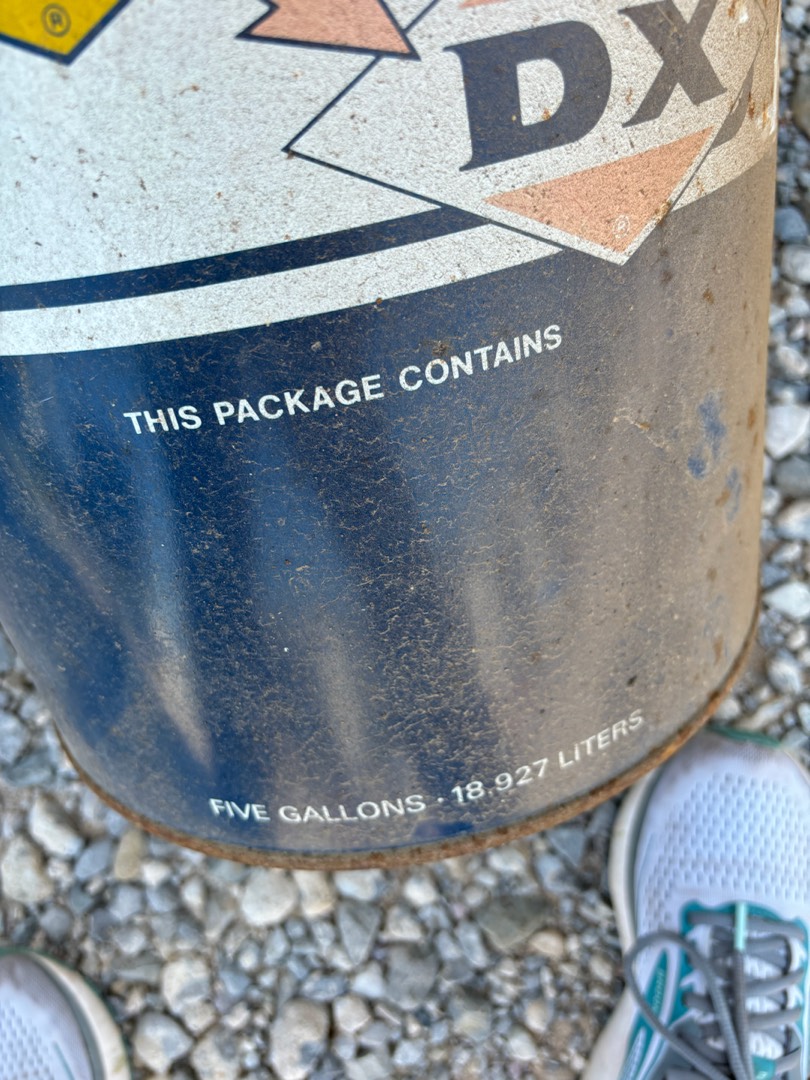 ®
DX
®
THIS PACKAGE CONTAINS
FIVE GALLONS · 18.927 LITERS